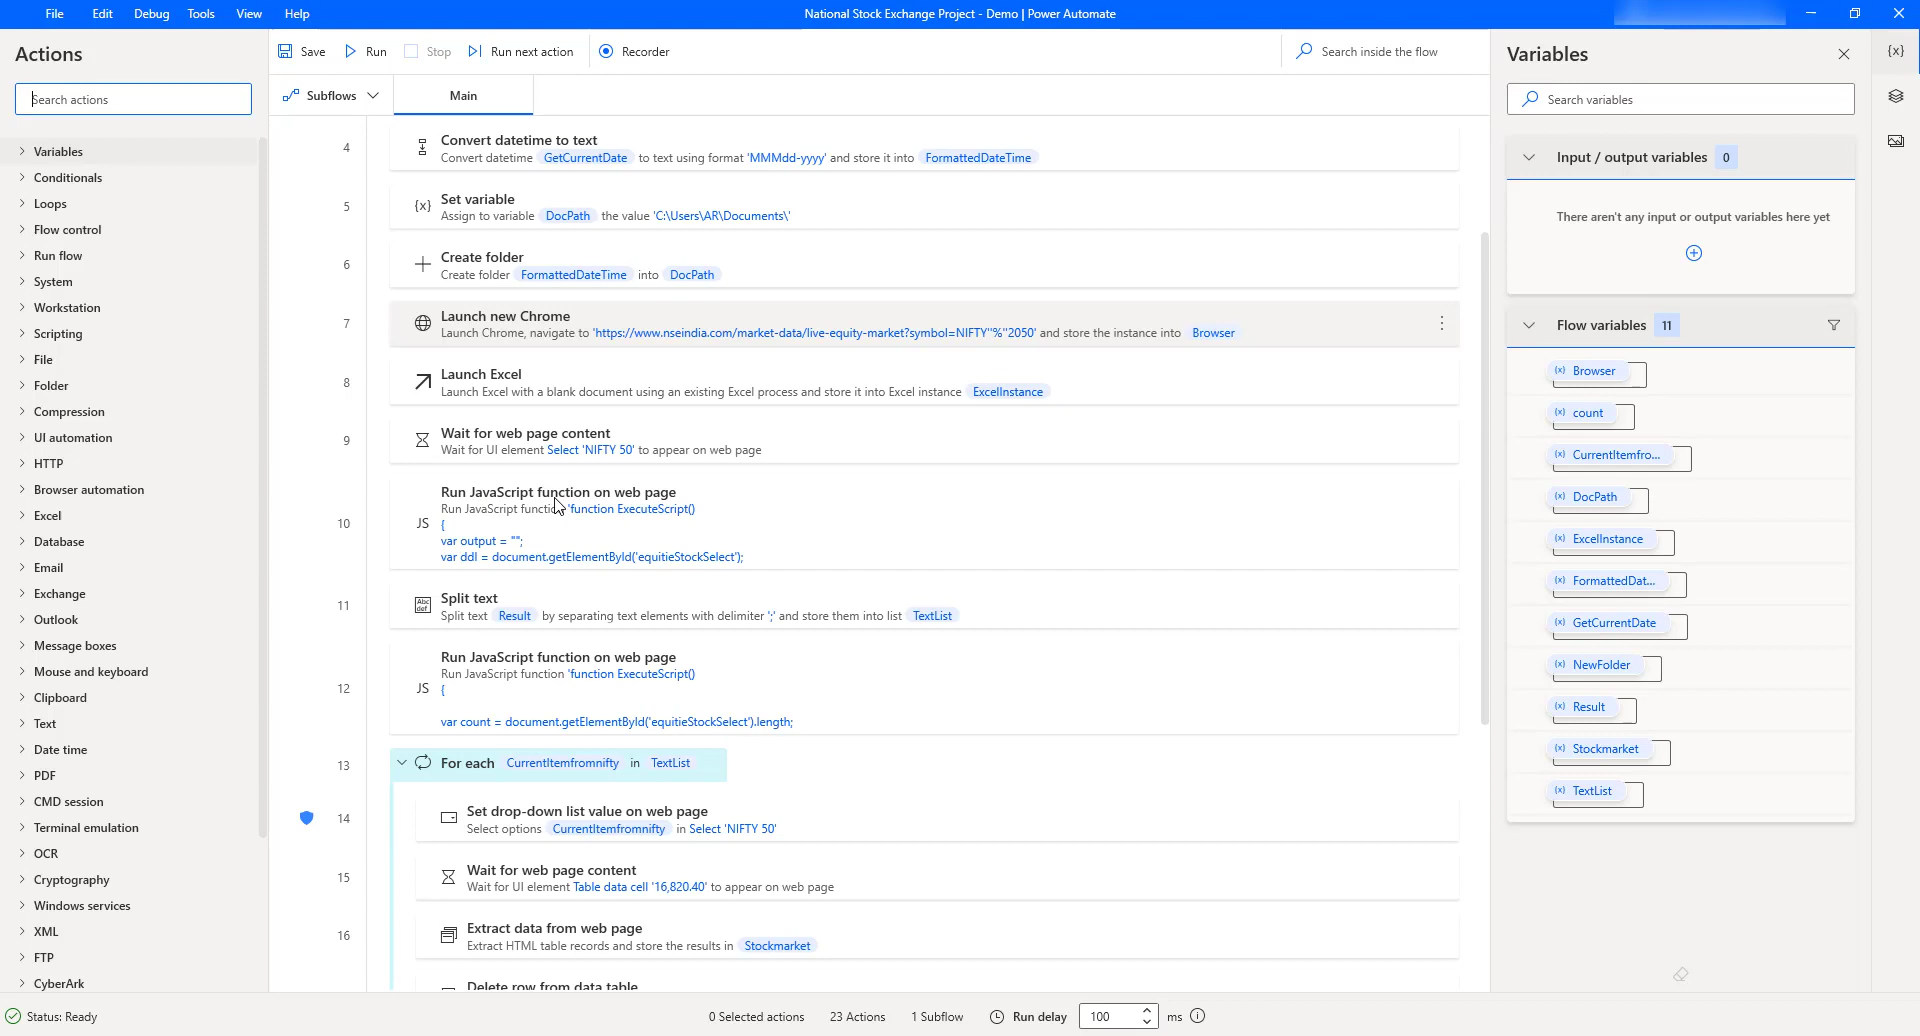 File Edit Debug Tools View Help
National Stock Exchange Project - Demo | Power Automate
Actions
Search actions
Variables
Conditionals
Loops
Flow control
Run flow
System
Workstation
Scripting
File
Folder
Compression
UI automation
HTTP
Browser automation
Excel
Database
Email
Exchange
Outlook
Message boxes
Mouse and keyboard
Clipboard
Text
Date time
PDF
CMD session
Terminal emulation
OCR
Cryptography
Windows services
XML
FTP
CyberArk
Save Run Stop Run next action Recorder
Search inside the flow
Subflows Main
4
Convert datetime to text
Convert datetime GetCurrentDate to text using format 'MMMdd-yyyy' and store it into FormattedDateTime
5
{x} Set variable
Assign to variable DocPath the value 'C:\Users\AR\Documents\'
6
Create folder
Create folder FormattedDateTime into DocPath
7
Launch new Chrome
Launch Chrome, navigate to 'https://www.nseindia.com/market-data/live-equity-market?symbol=NIFTY''%''2050' and store the instance into Browser
8
Launch Excel
Launch Excel with a blank document using an existing Excel process and store it into Excel instance ExcelInstance
9
Wait for web page content
Wait for UI element Select 'NIFTY 50' to appear on web page
10
JS
Run JavaScript function on web page
Run JavaScript function 'function ExecuteScript()
{
var output = "";
var ddl = document.getElementById('equitieStockSelect');
11
Abc def
Split text
Split text Result by separating text elements with delimiter ';' and store them into list TextList
12
JS
Run JavaScript function on web page
Run JavaScript function 'function ExecuteScript()
{
var count = document.getElementById('equitieStockSelect').length;
13
For each CurrentItemfromnifty in TextList
14
Set drop-down list value on web page
Select options CurrentItemfromnifty in Select 'NIFTY 50'
15
Wait for web page content
Wait for UI element Table data cell '16,820.40' to appear on web page
16
Extract data from web page
Extract HTML table records and store the results in Stockmarket
Delete row from data table
Variables
{x}
Search variables
Input / output variables 0
There aren't any input or output variables here yet
Flow variables 11
(x) Browser
(x) count
(x) CurrentItemfro...
(x) DocPath
(x) ExcelInstance
(x) FormattedDat...
(x) GetCurrentDate
(x) NewFolder
(x) Result
(x) Stockmarket
(x) TextList
Status: Ready
0 Selected actions 23 Actions 1 Subflow Run delay 100 ms